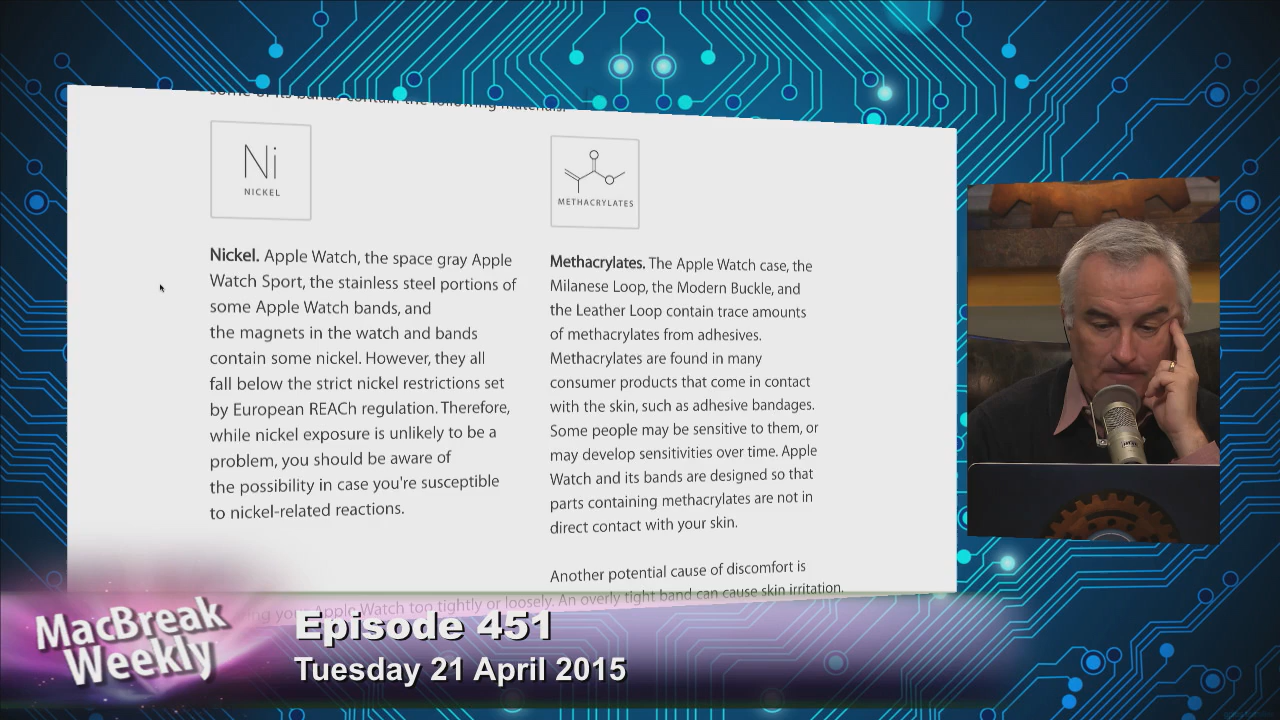 some of its bands contain the following materials:
Ni
NICKEL
Nickel. Apple Watch, the space gray Apple
Watch Sport, the stainless steel portions of
some Apple Watch bands, and
the magnets in the watch and bands
contain some nickel. However, they all
fall below the strict nickel restrictions set
by European REACh regulation. Therefore,
while nickel exposure is unlikely to be a
problem, you should be aware of
the possibility in case you're susceptible
to nickel-related reactions.
O
O
METHACRYLATES
Methacrylates. The Apple Watch case, the
Milanese Loop, the Modern Buckle, and
the Leather Loop contain trace amounts
of methacrylates from adhesives.
Methacrylates are found in many
consumer products that come in contact
with the skin, such as adhesive bandages.
Some people may be sensitive to them, or
may develop sensitivities over time. Apple
Watch and its bands are designed so that
parts containing methacrylates are not in
direct contact with your skin.
Another potential cause of discomfort is
your Apple Watch too tightly or loosely. An overly tight band can cause skin irritation.
MacBreak
Weekly
Episode 451
Tuesday 21 April 2015